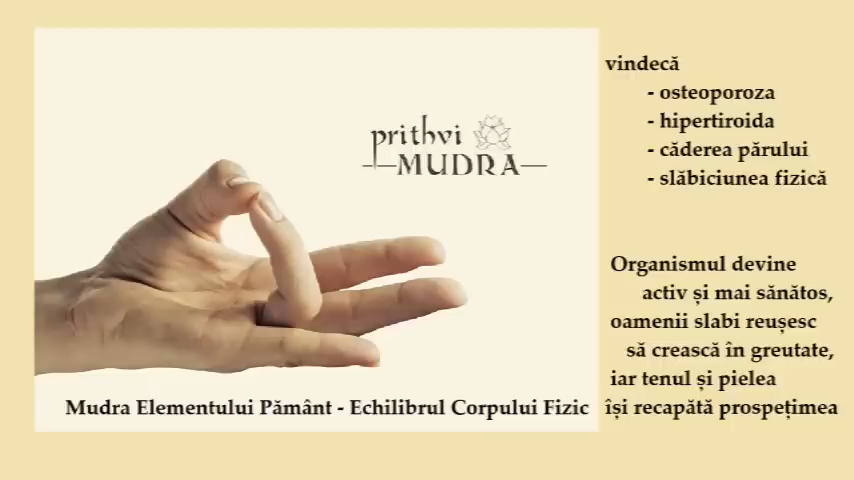 prithvi
MUDRA
Mudra Elementului Pământ - Echilibrul Corpului Fizic
vindecă
- osteoporoza
- hipertiroida
- căderea părului
- slăbiciunea fizică
Organismul devine
activ și mai sănătos,
oamenii slabi reușesc
să crească în greutate,
iar tenul și pielea
își recapătă prospețimea